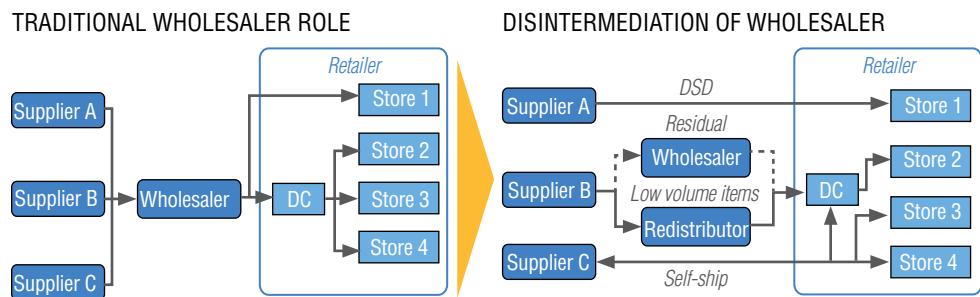 TRADITIONAL WHOLESALER ROLE
Retailer
Supplier A
Store 1
Store 2
Supplier B
Wholesaler
DC
Store 3
Store 4
Supplier C
DISINTERMEDIATION OF WHOLESALER
Retailer
Supplier A
DSD
Store 1
Residual
Wholesaler
Store 2
Supplier B
Low volume items
DC
Redistributor
Store 3
Supplier C
Self-ship
Store 4